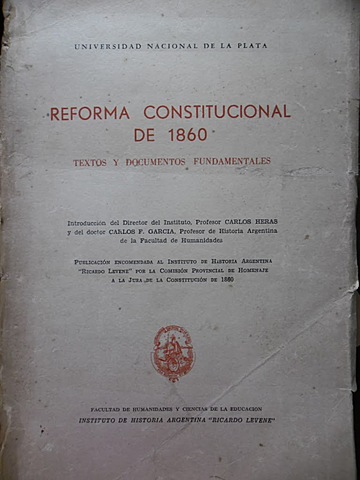 UNIVERSIDAD NACIONAL DE LA PLATA
REFORMA CONSTITUCIONAL
DE 1860
TEXTOS Y DOCUMENTOS FUNDAMENTALES
Introducción del Director del Instituto, Profesor CARLOS HERAS
y del doctor CARLOS F. GARCIA, Profesor de Historia Argentina
de la Facultad de Humanidades
PUBLICACIÓN ENCOMENDADA AL INSTITUTO DE HISTORIA ARGENTINA
"RICARDO LEVENE" POR LA COMISIÓN PROVINCIAL DE HOMENAJE
A LA JURA DE LA CONSTITUCIÓN DE 1860
FACULTAD DE HUMANIDADES Y CIENCIAS DE LA EDUCACION
INSTITUTO DE HISTORIA ARGENTINA "RICARDO LEVENE"